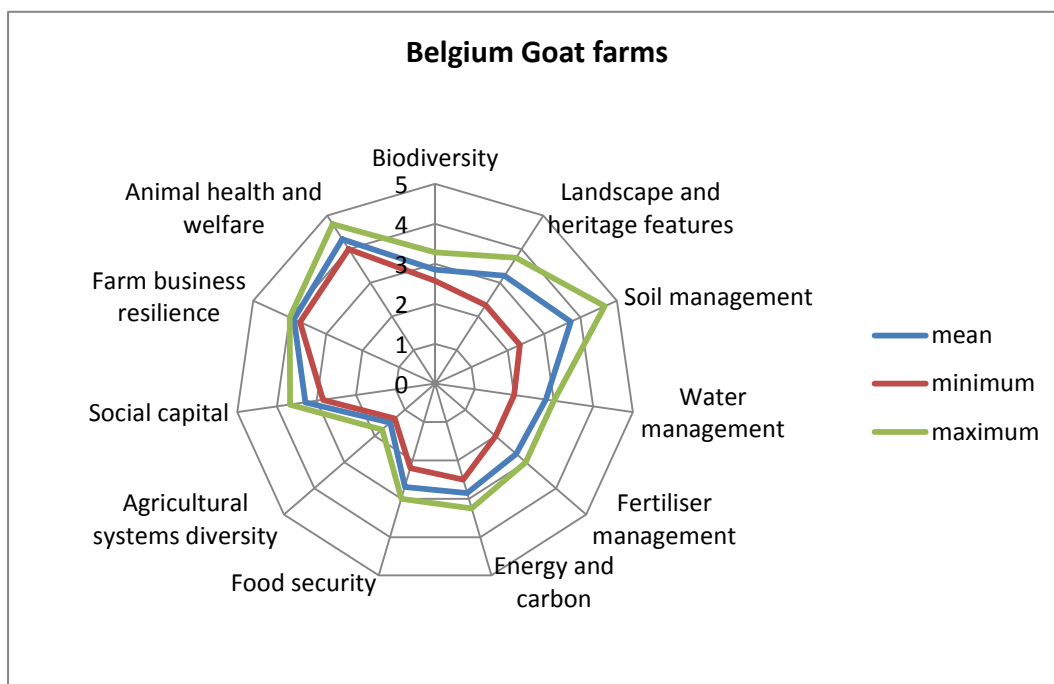 Belgium Goat farms
Biodiversity
Landscape and
heritage features
Soil management
Water
management
Fertiliser
management
Energy and
carbon
Food security
Agricultural
systems diversity
Social capital
Farm business
resilience
Animal health and
welfare
5
4
3
2
1
0
mean
minimum
maximum